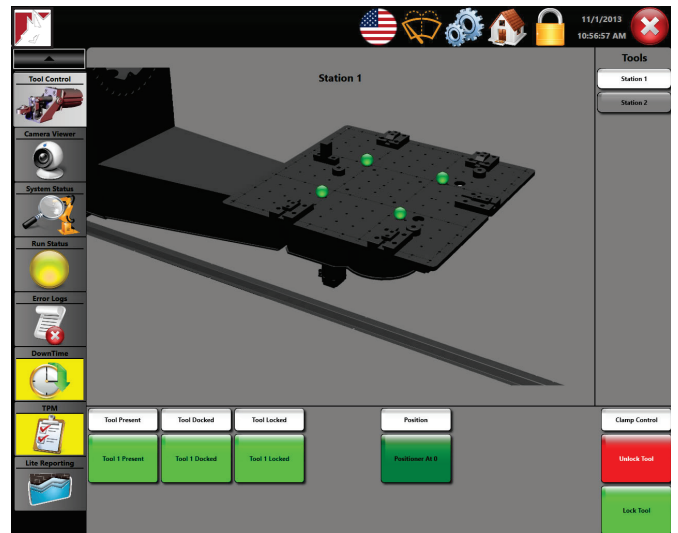 11/1/2013
10:56:57 AM
Tool Control
Camera Viewer
System Status
Run Status
Error Logs
DownTime
TPM
Lite Reporting
Station 1
Tools
Station 1
Station 2
Tool Present
Tool Docked
Tool Locked
Position
Clamp Control
Tool 1 Present
Tool 1 Docked
Tool 1 Locked
Positioner At 0
Unlock Tool
Lock Tool